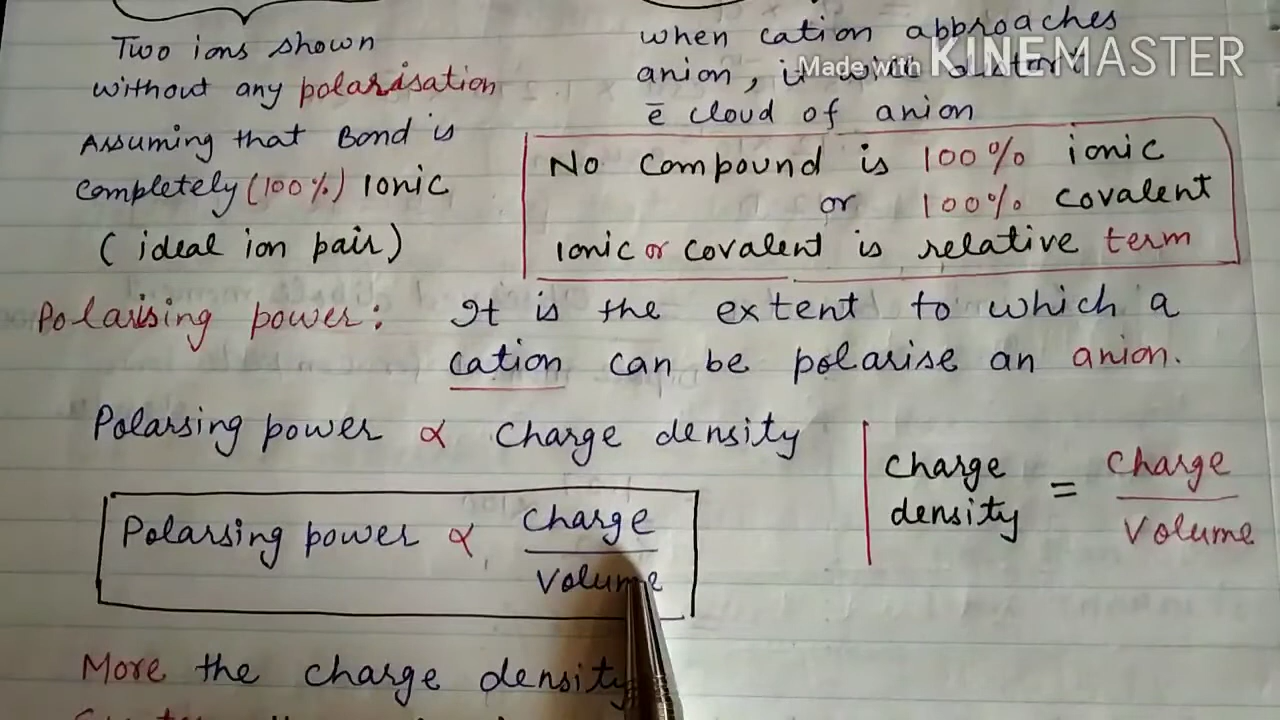 Two ions shown
without any polarisation
Assuming that Bond is
completely (100%) Ionic
( ideal ion pair )
when cation abbroaches
anion, it will
ē cloud of anion
Made with KINEMASTER
No compound is 100% ionic
or 100% covalent
Ionic or covalent is relative term
Polarising power: It is the extent to which a
cation can be polarise an anion.
Polarsing power ∝ charge density
charge density = charge / volume
Polarsing power ∝ charge / volume
More the charge density